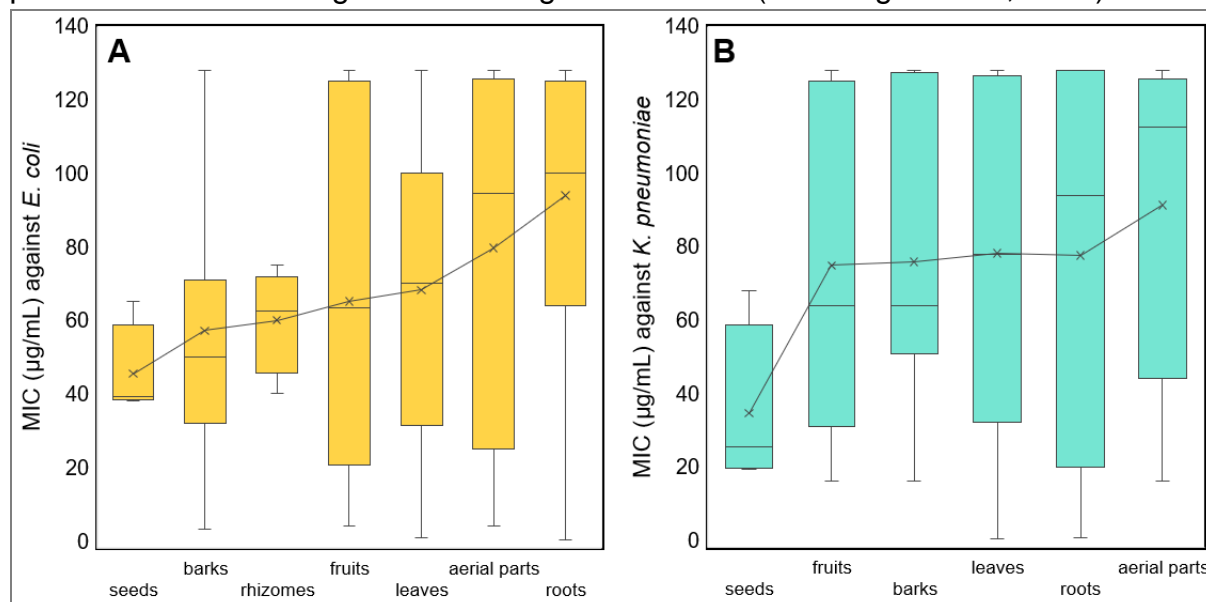 A
MIC (µg/mL) against E. coli
140
120
100
80
60
40
20
0
seeds
barks
rhizomes
fruits
leaves
aerial parts
roots
B
MIC (µg/mL) against K. pneumoniae
140
120
100
80
60
40
20
0
seeds
fruits
barks
leaves
roots
aerial parts